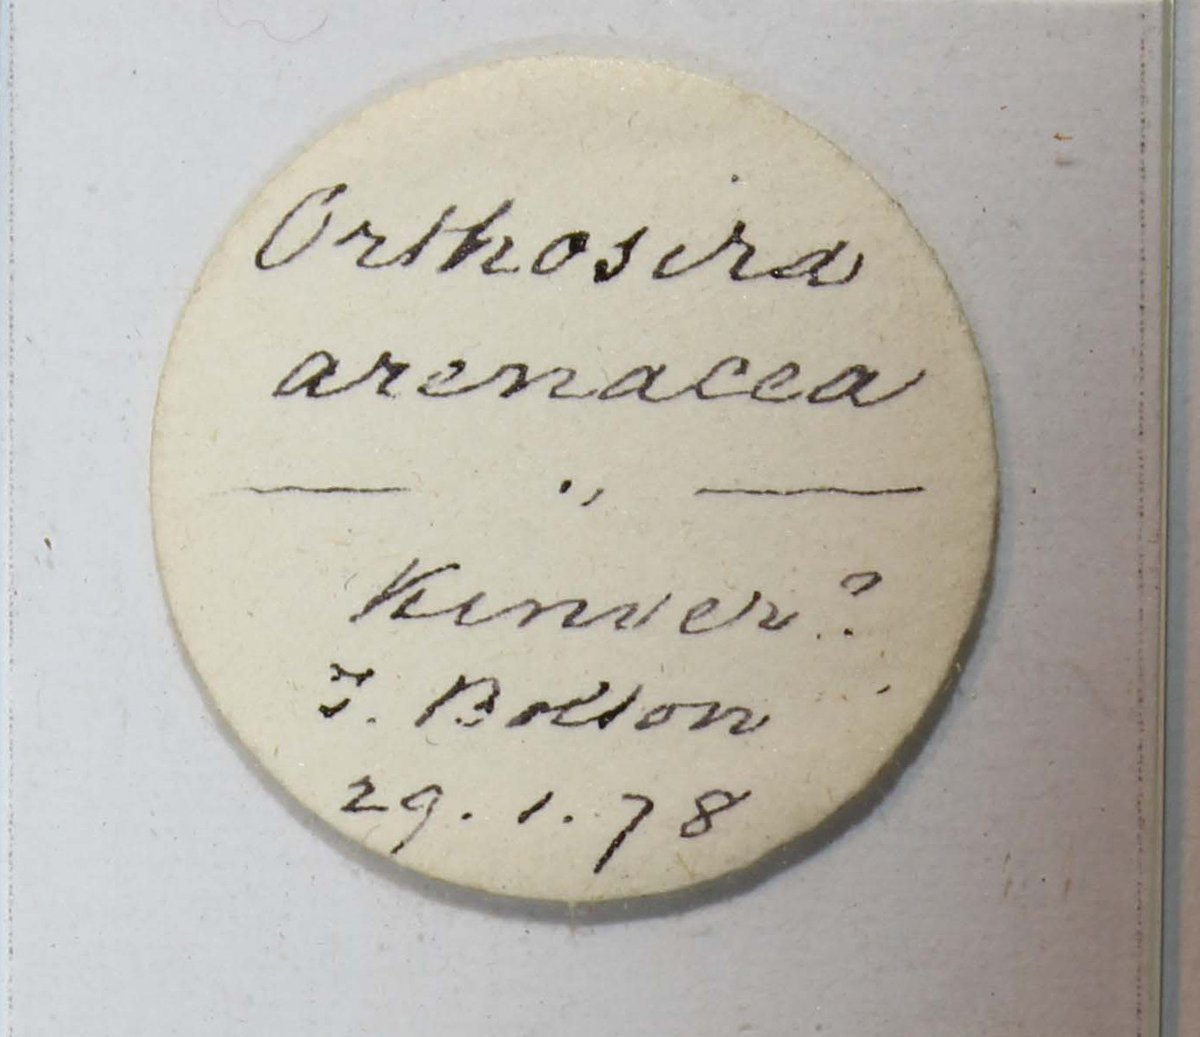 Orthosira
arenacea
— ., —
Kinver?
T. Bolton
29.1.78